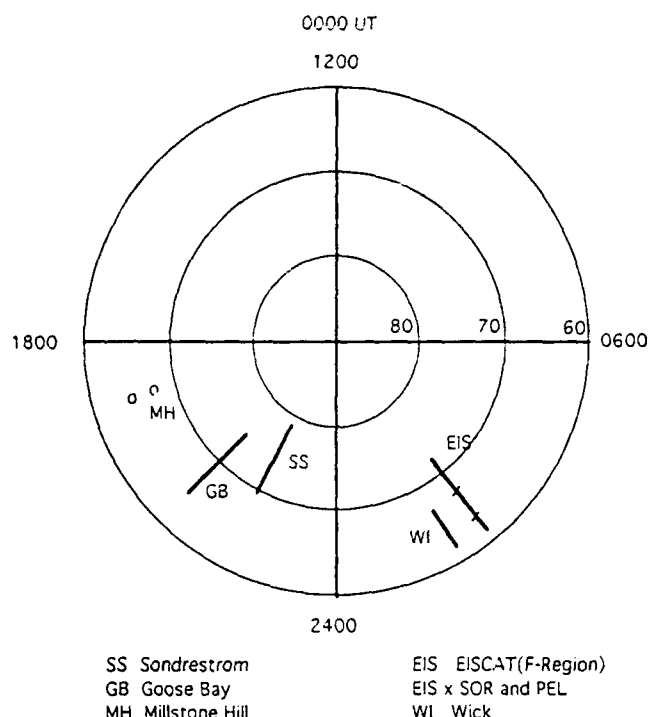 0000 UT
1200
80 70 60
1800 0600
MH
EIS
SS
GB
WI
2400
SS Sondrestrom EIS EISCAT(F-Region)
GB Goose Bay EIS x SOR and PEL
MH Millstone Hill WI Wick